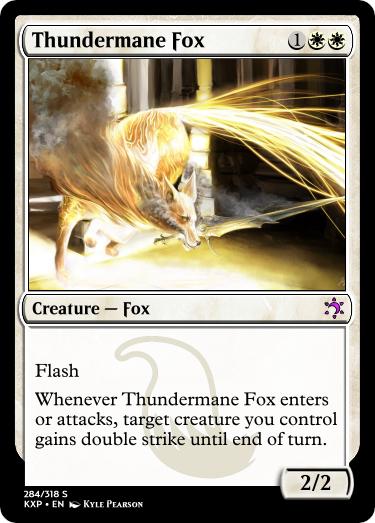 Thundermane Fox 1
Creature — Fox
Flash
Whenever Thundermane Fox enters
or attacks, target creature you control
gains double strike until end of turn.
2/2
284/318 S
KXP • EN Kyle Pearson